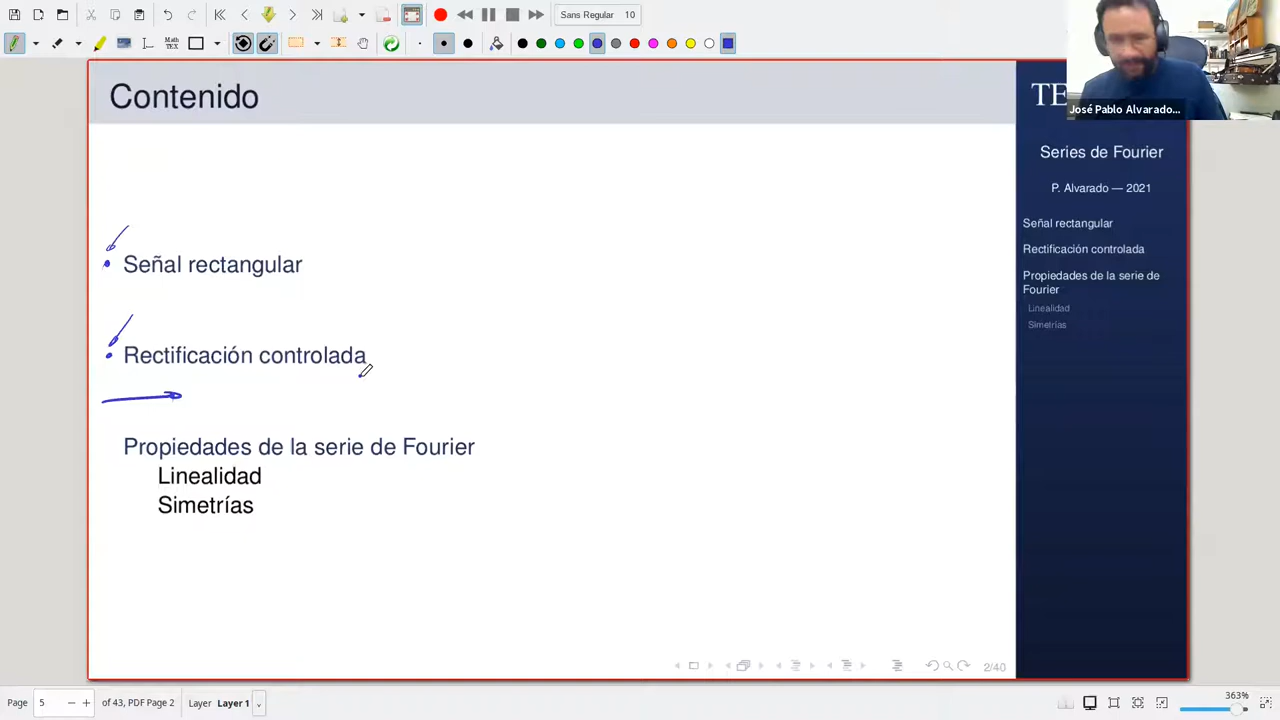 Sans Regular 10
Math
TEX
Contenido
Señal rectangular
Rectificación controlada
Propiedades de la serie de Fourier
Linealidad
Simetrías
TE
José Pablo Alvarado...
Series de Fourier
P. Alvarado — 2021
Señal rectangular
Rectificación controlada
Propiedades de la serie de
Fourier
Linealidad
Simetrías
2/40
Page 5 of 43, PDF Page 2 Layer Layer 1
363%